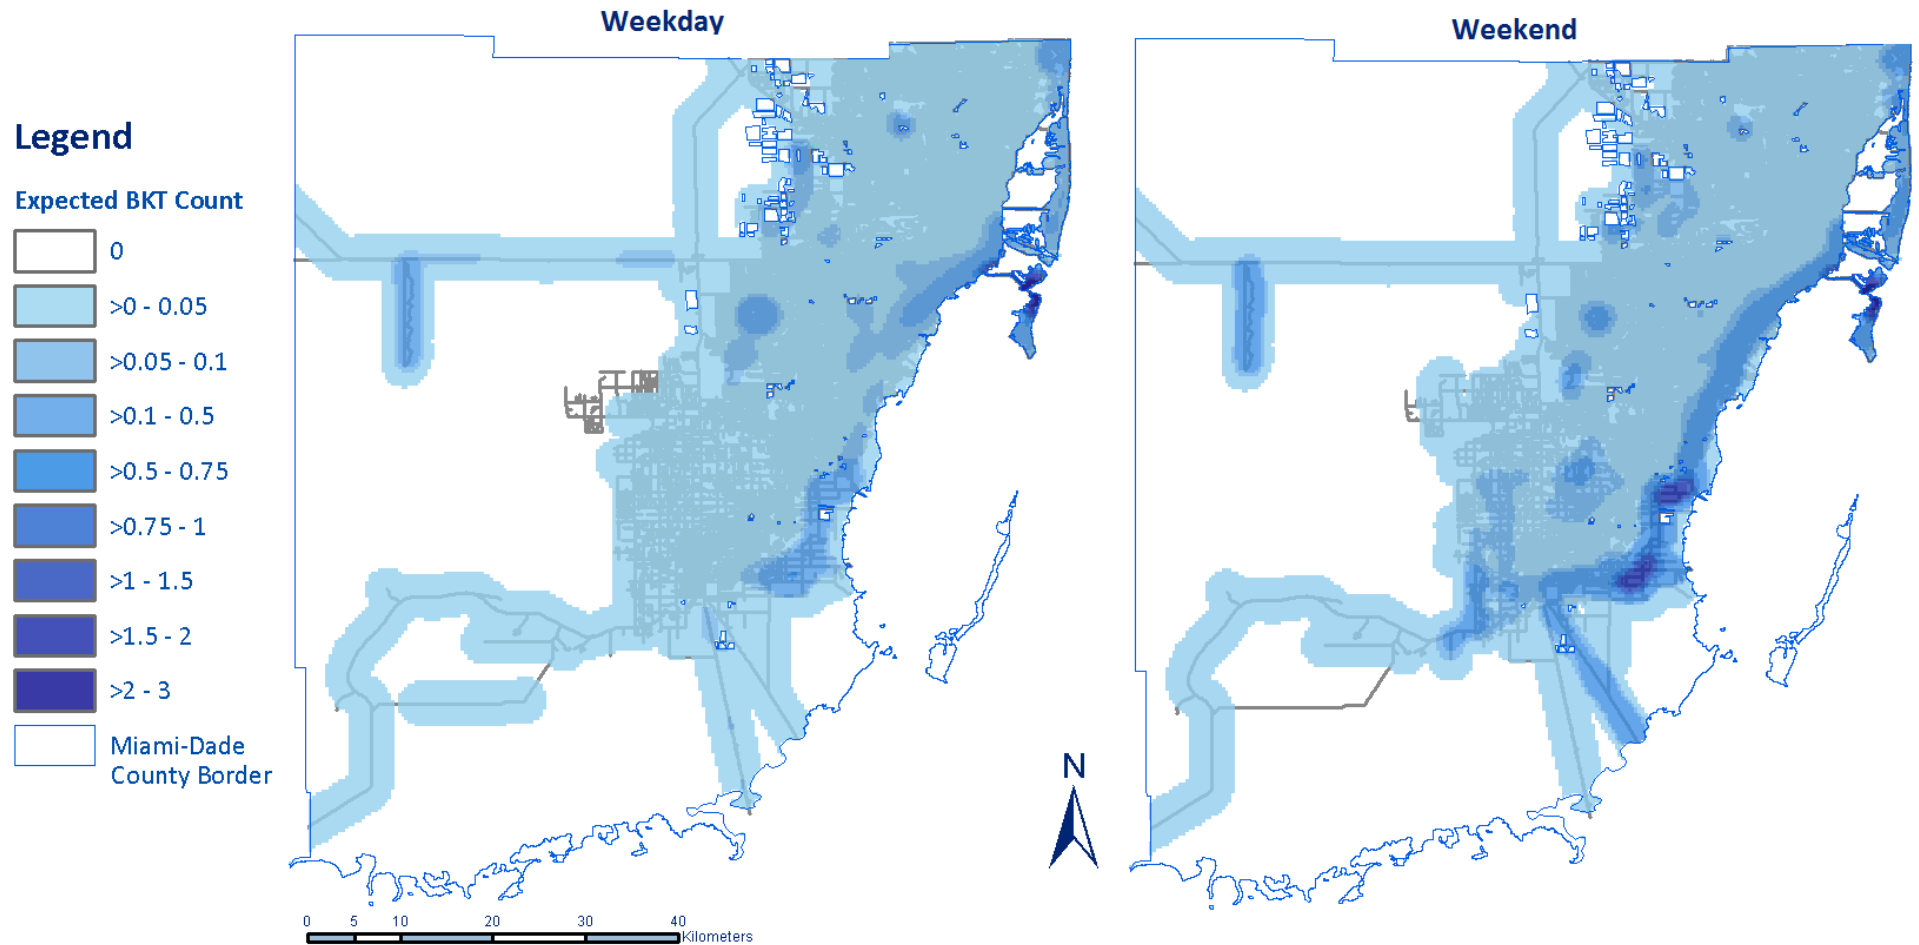 Weekday
Weekend
Legend
Expected BKT Count
0
>0 - 0.05
>0.05 - 0.1
>0.1 - 0.5
>0.5 - 0.75
>0.75 - 1
>1 - 1.5
>1.5 - 2
>2 - 3
Miami-Dade
County Border
N
0 5 10 20 30 40
Kilometers